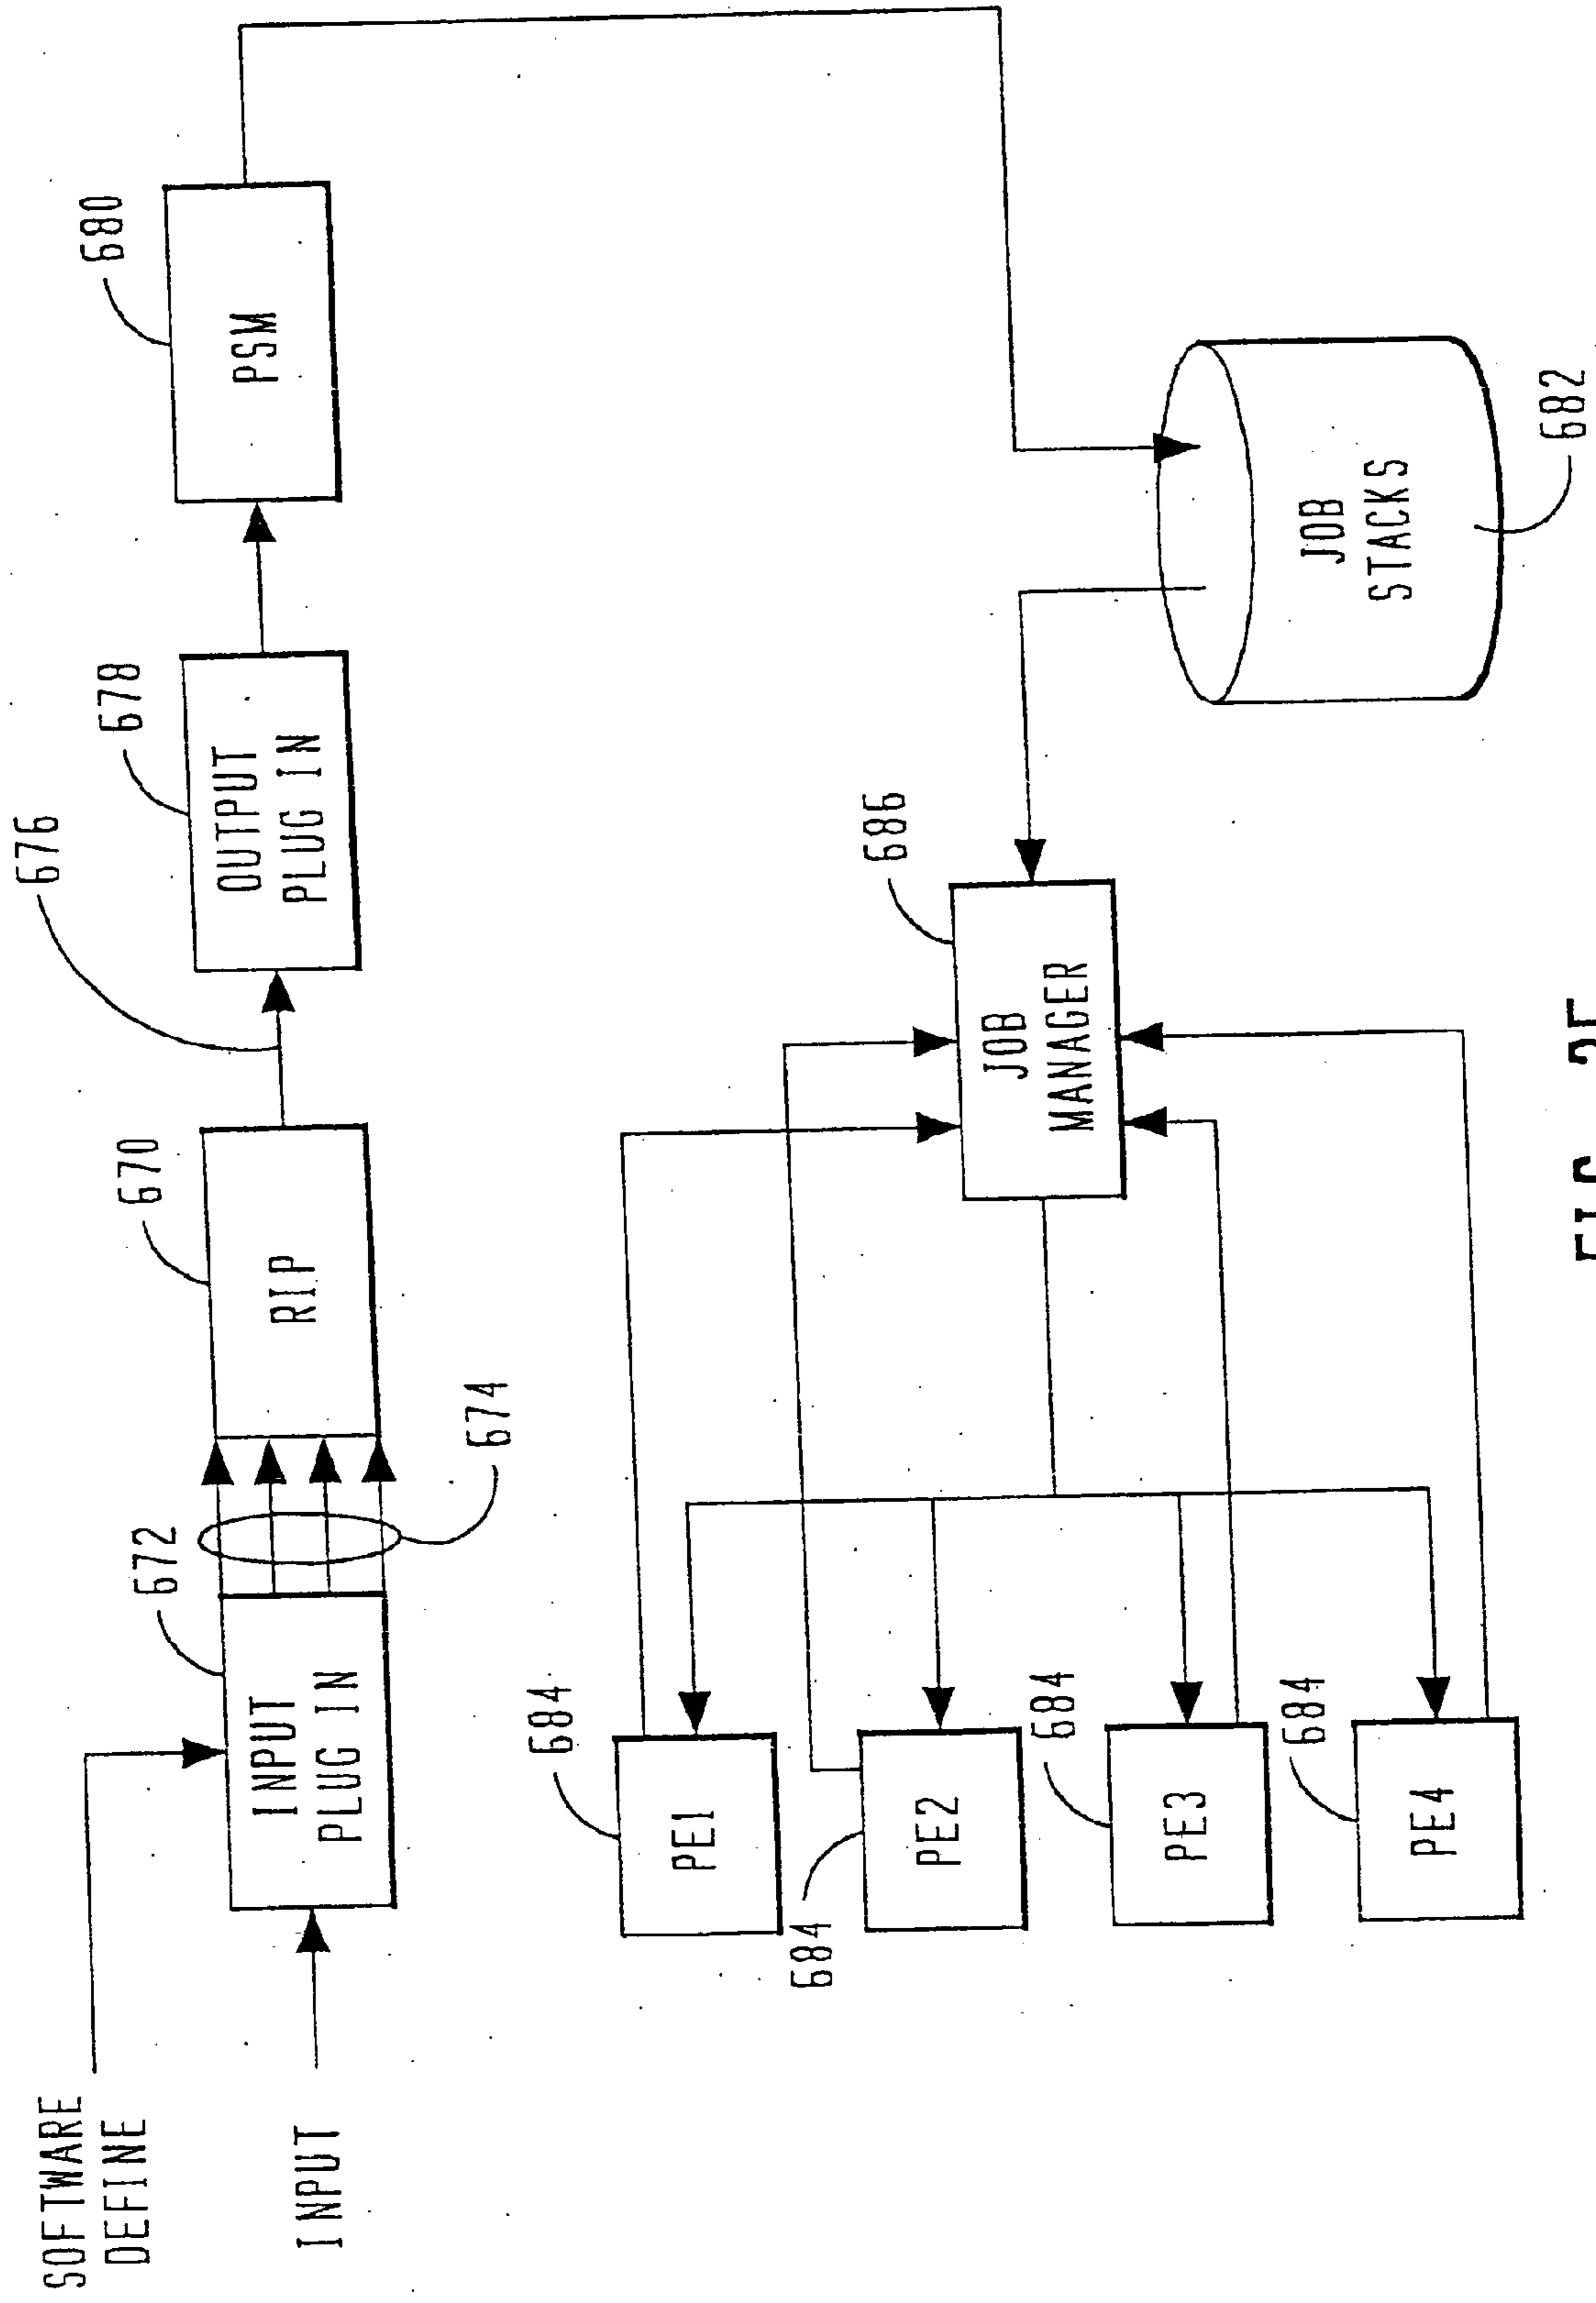 SOFTWARE
DEFINE
INPUT
672
INPUT
PLUG IN
674
670
RIP
676
678
OUTPUT
PLUG IN
680
PSM
684
PE1
684
PE2
684
PE3
684
PE4
686
JOB
MANAGER
JOB
STACKS
682